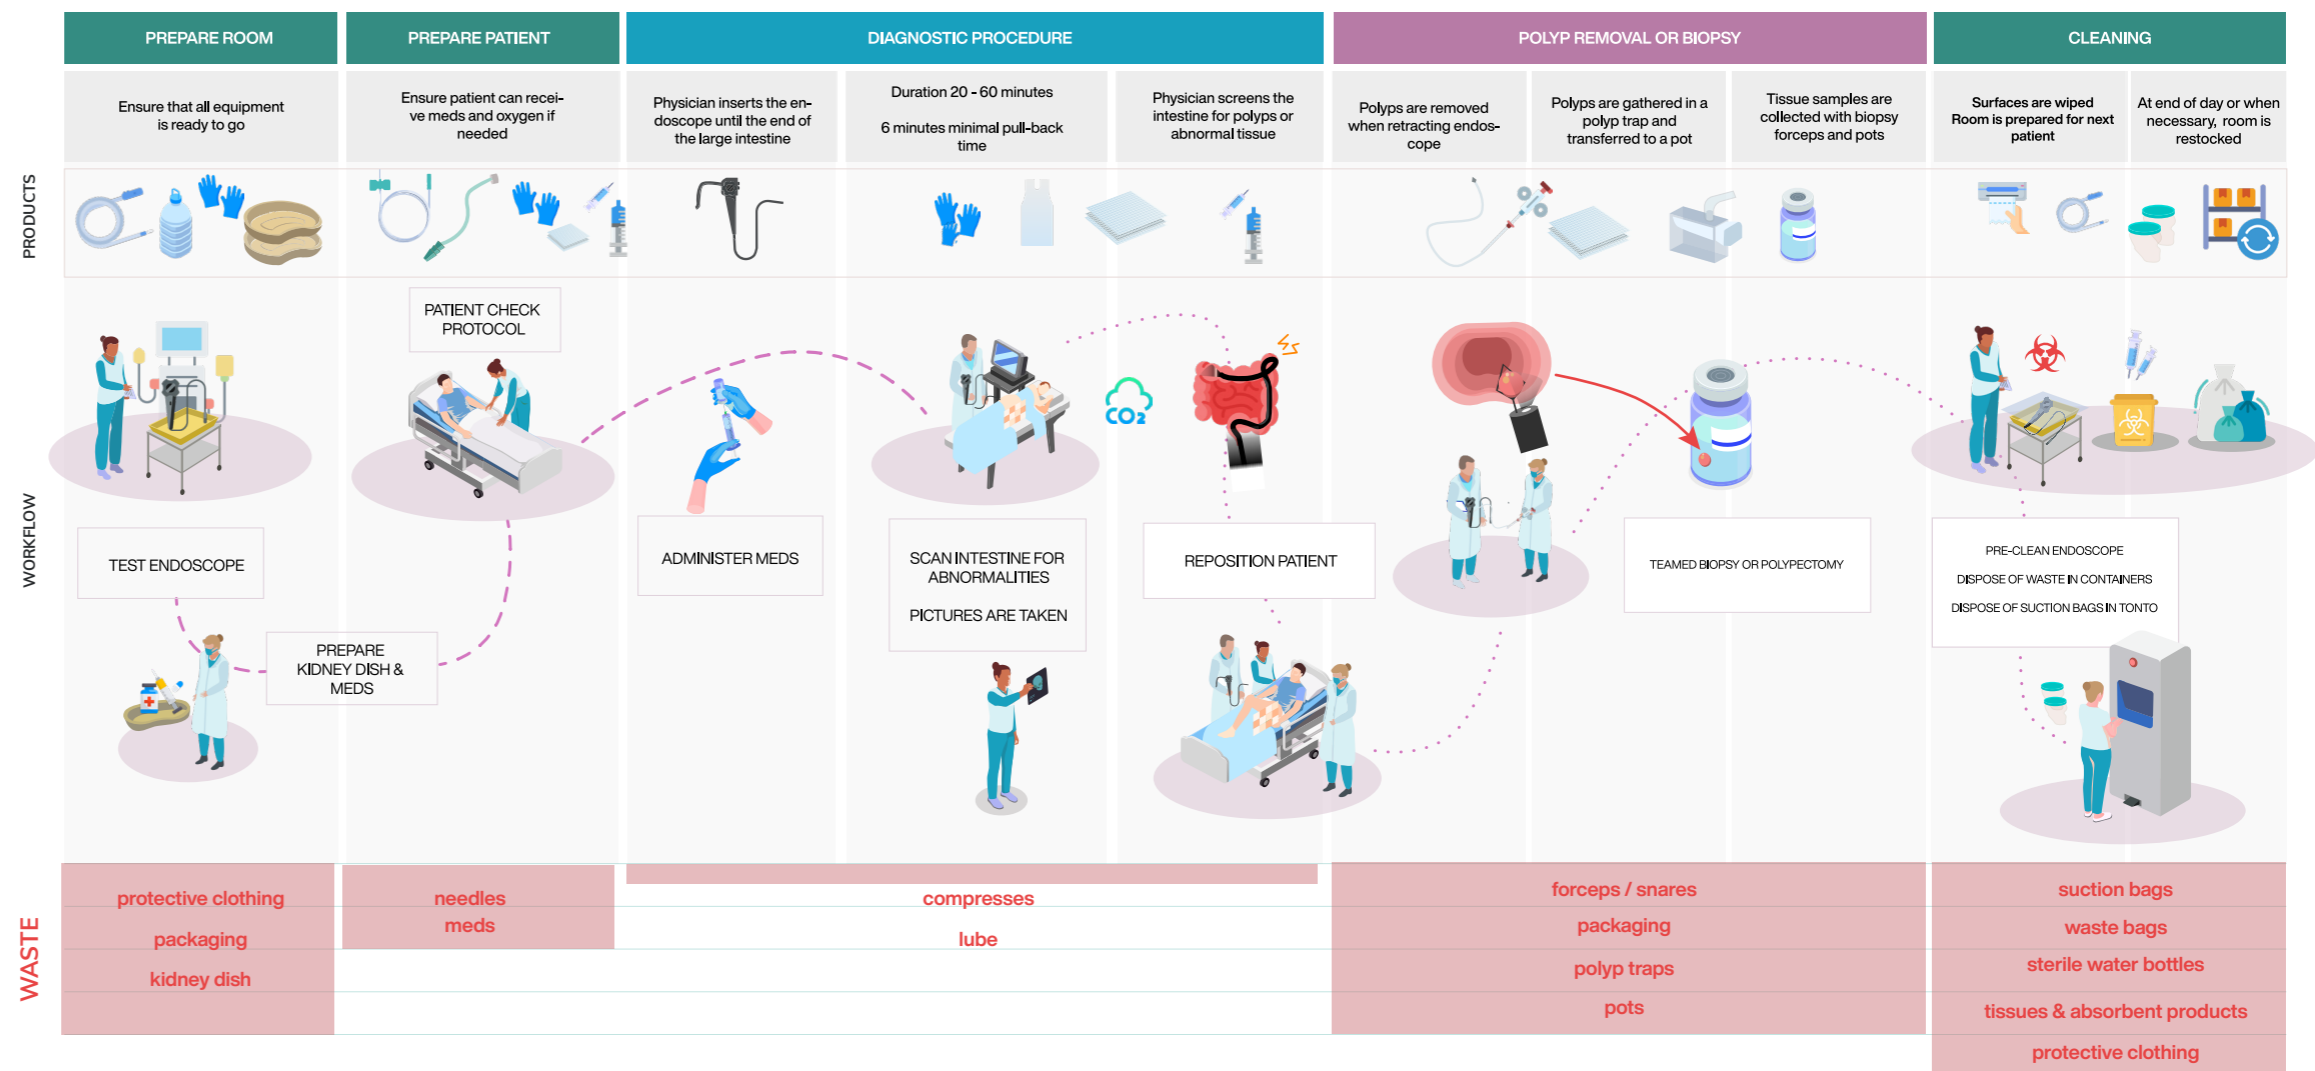 PREPARE ROOM
PREPARE PATIENT
DIAGNOSTIC PROCEDURE
POLYP REMOVAL OR BIOPSY
CLEANING
Ensure that all equipment
is ready to go
Ensure patient can recei-
ve meds and oxygen if
needed
Physician inserts the en-
doscope until the end of
the large intestine
Duration 20 - 60 minutes
6 minutes minimal pull-back
time
Physician screens the
intestine for polyps or
abnormal tissue
Polyps are removed
when retracting endos-
cope
Polyps are gathered in a
polyp trap and
transferred to a pot
Tissue samples are
collected with biopsy
forceps and pots
Surfaces are wiped
Room is prepared for next
patient
At end of day or when
necessary, room is
restocked
PRODUCTS
WORKFLOW
PATIENT CHECK
PROTOCOL
TEST ENDOSCOPE
PREPARE
KIDNEY DISH &
MEDS
ADMINISTER MEDS
SCAN INTESTINE FOR
ABNORMALITIES
PICTURES ARE TAKEN
CO2
REPOSITION PATIENT
TEAMED BIOPSY OR POLYPECTOMY
PRE-CLEAN ENDOSCOPE
DISPOSE OF WASTE IN CONTAINERS
DISPOSE OF SUCTION BAGS IN TONTO
WASTE
protective clothing
packaging
kidney dish
needles
meds
compresses
lube
forceps / snares
packaging
polyp traps
pots
suction bags
waste bags
sterile water bottles
tissues & absorbent products
protective clothing